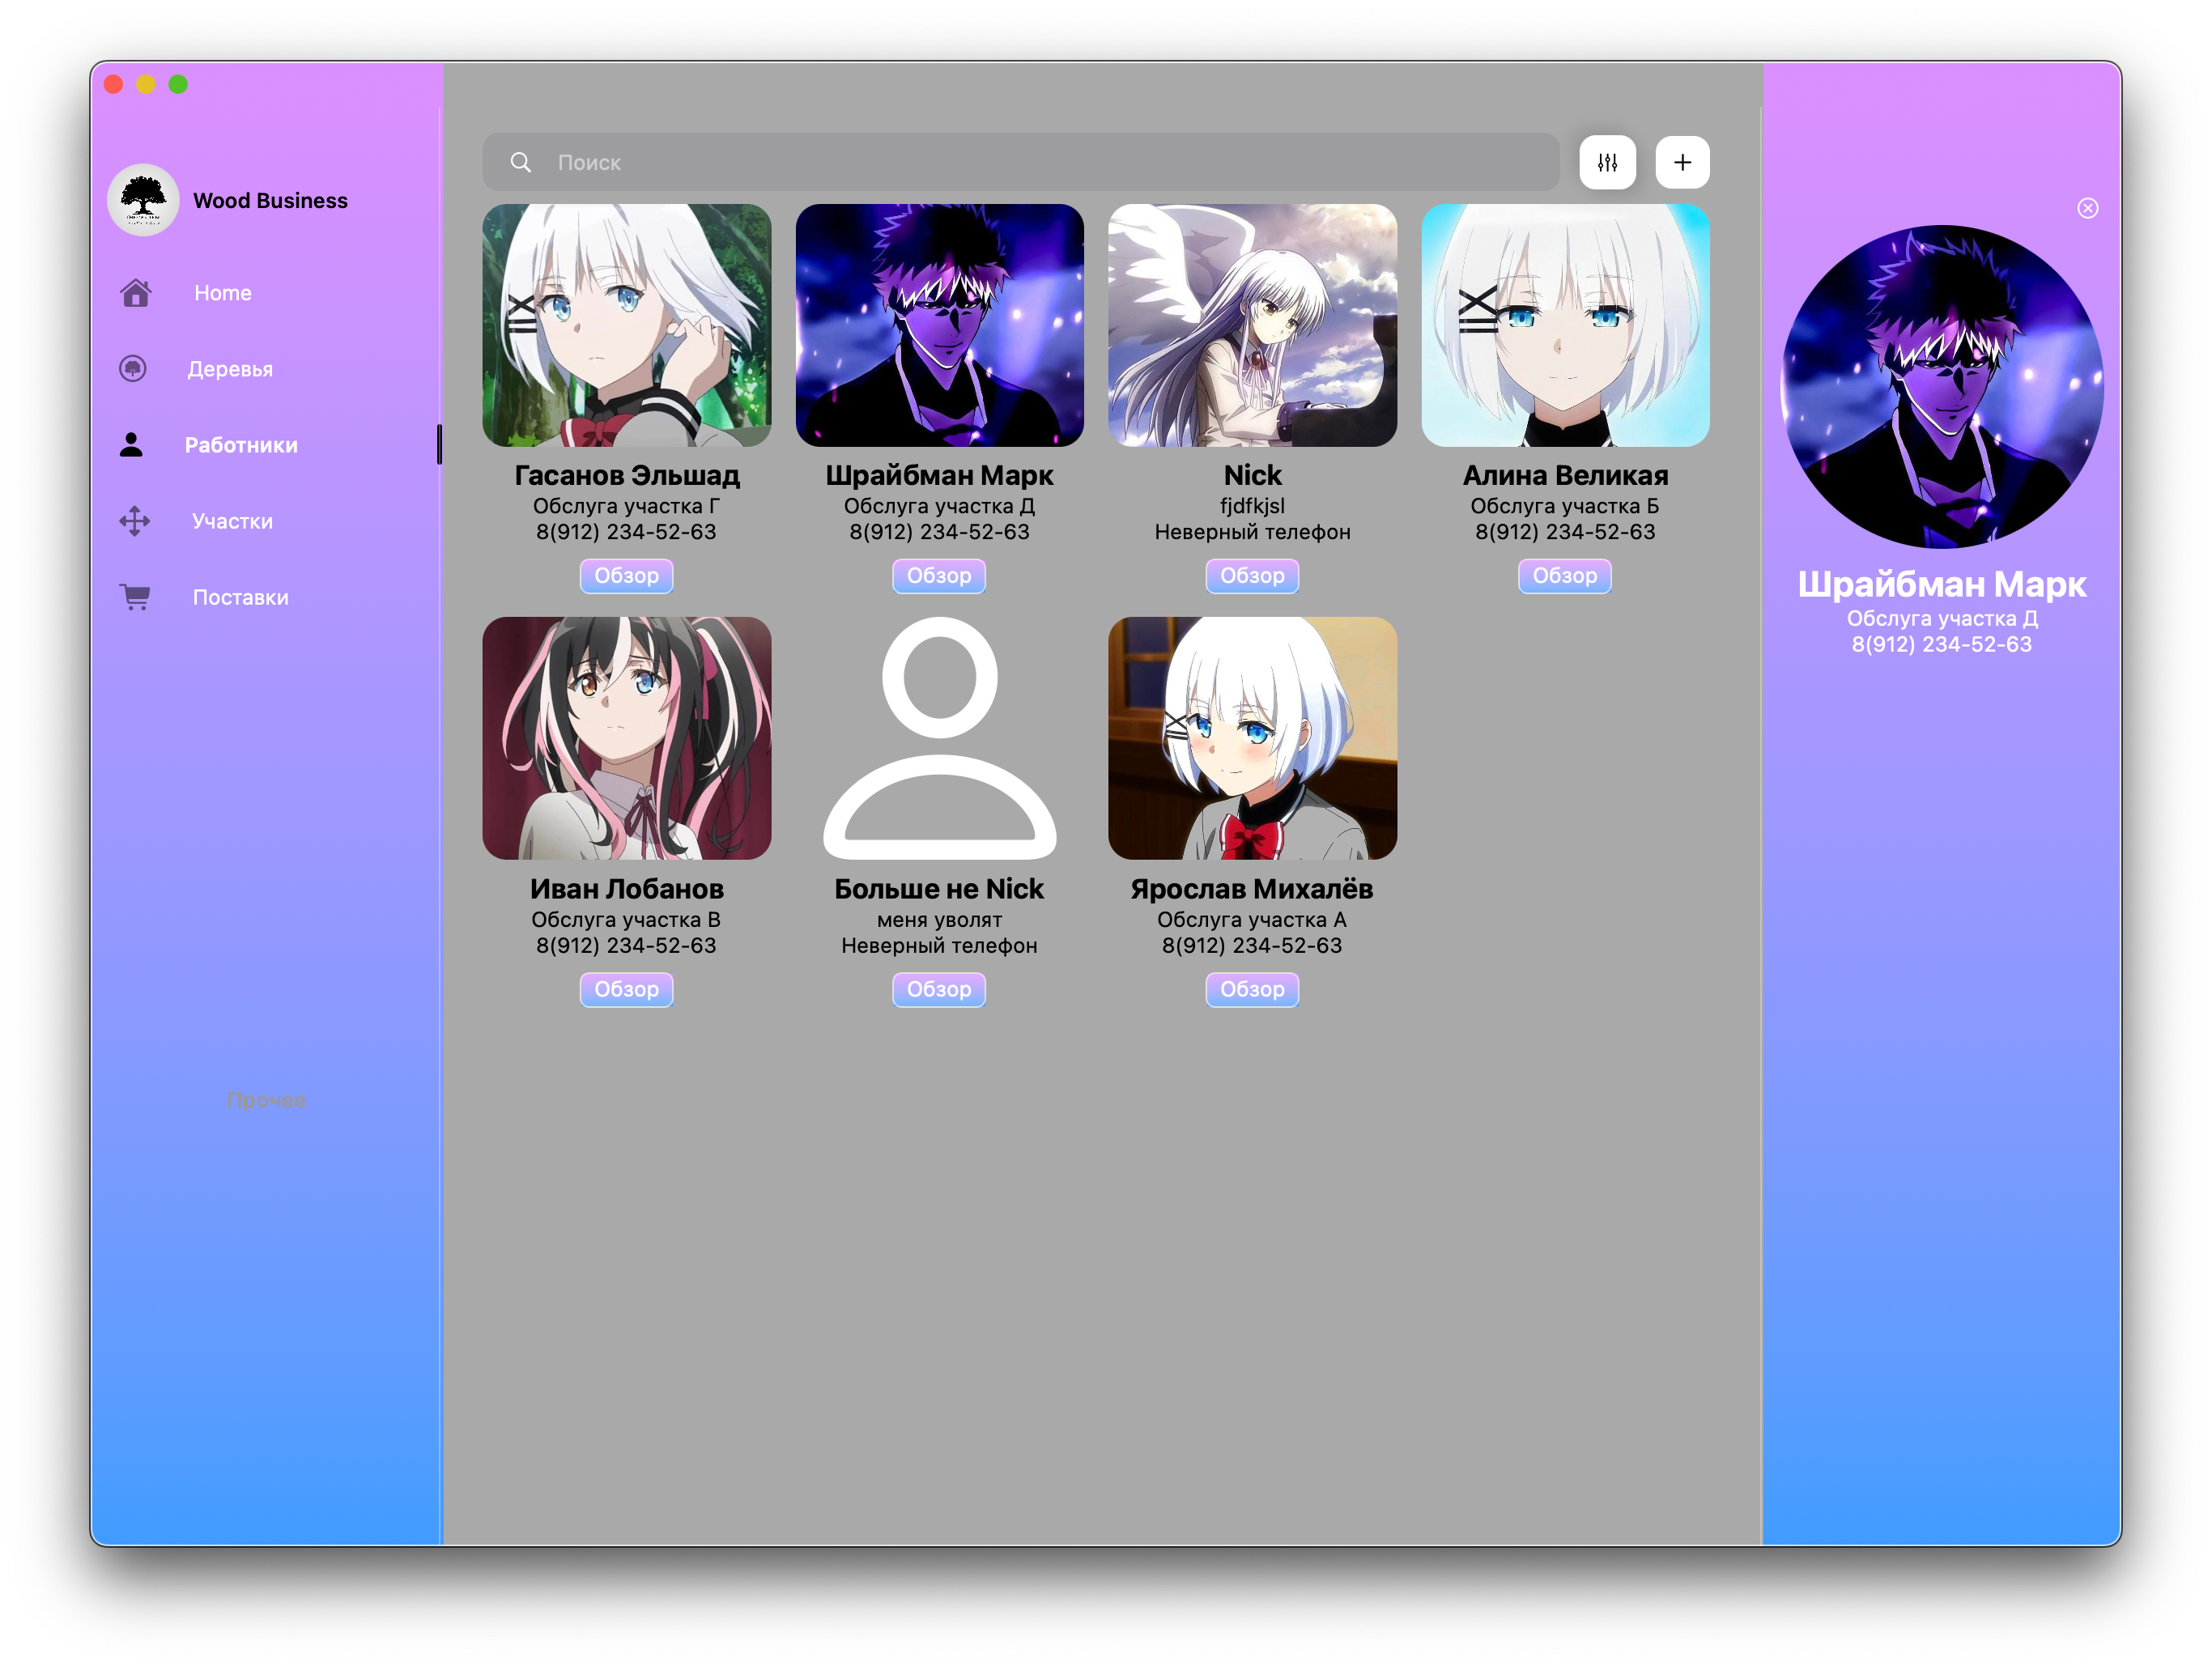 Wood Business
Home
Деревья
Работники
Участки
Поставки
Прочее
Поиск
Гасанов Эльшад
Обслуга участка Г
8(912) 234-52-63
Обзор
Шрайбман Марк
Обслуга участка Д
8(912) 234-52-63
Обзор
Nick
fjdfkjsl
Неверный телефон
Обзор
Алина Великая
Обслуга участка Б
8(912) 234-52-63
Обзор
Иван Лобанов
Обслуга участка В
8(912) 234-52-63
Обзор
Больше не Nick
меня уволят
Неверный телефон
Обзор
Ярослав Михалёв
Обслуга участка А
8(912) 234-52-63
Обзор
Шрайбман Марк
Обслуга участка Д
8(912) 234-52-63